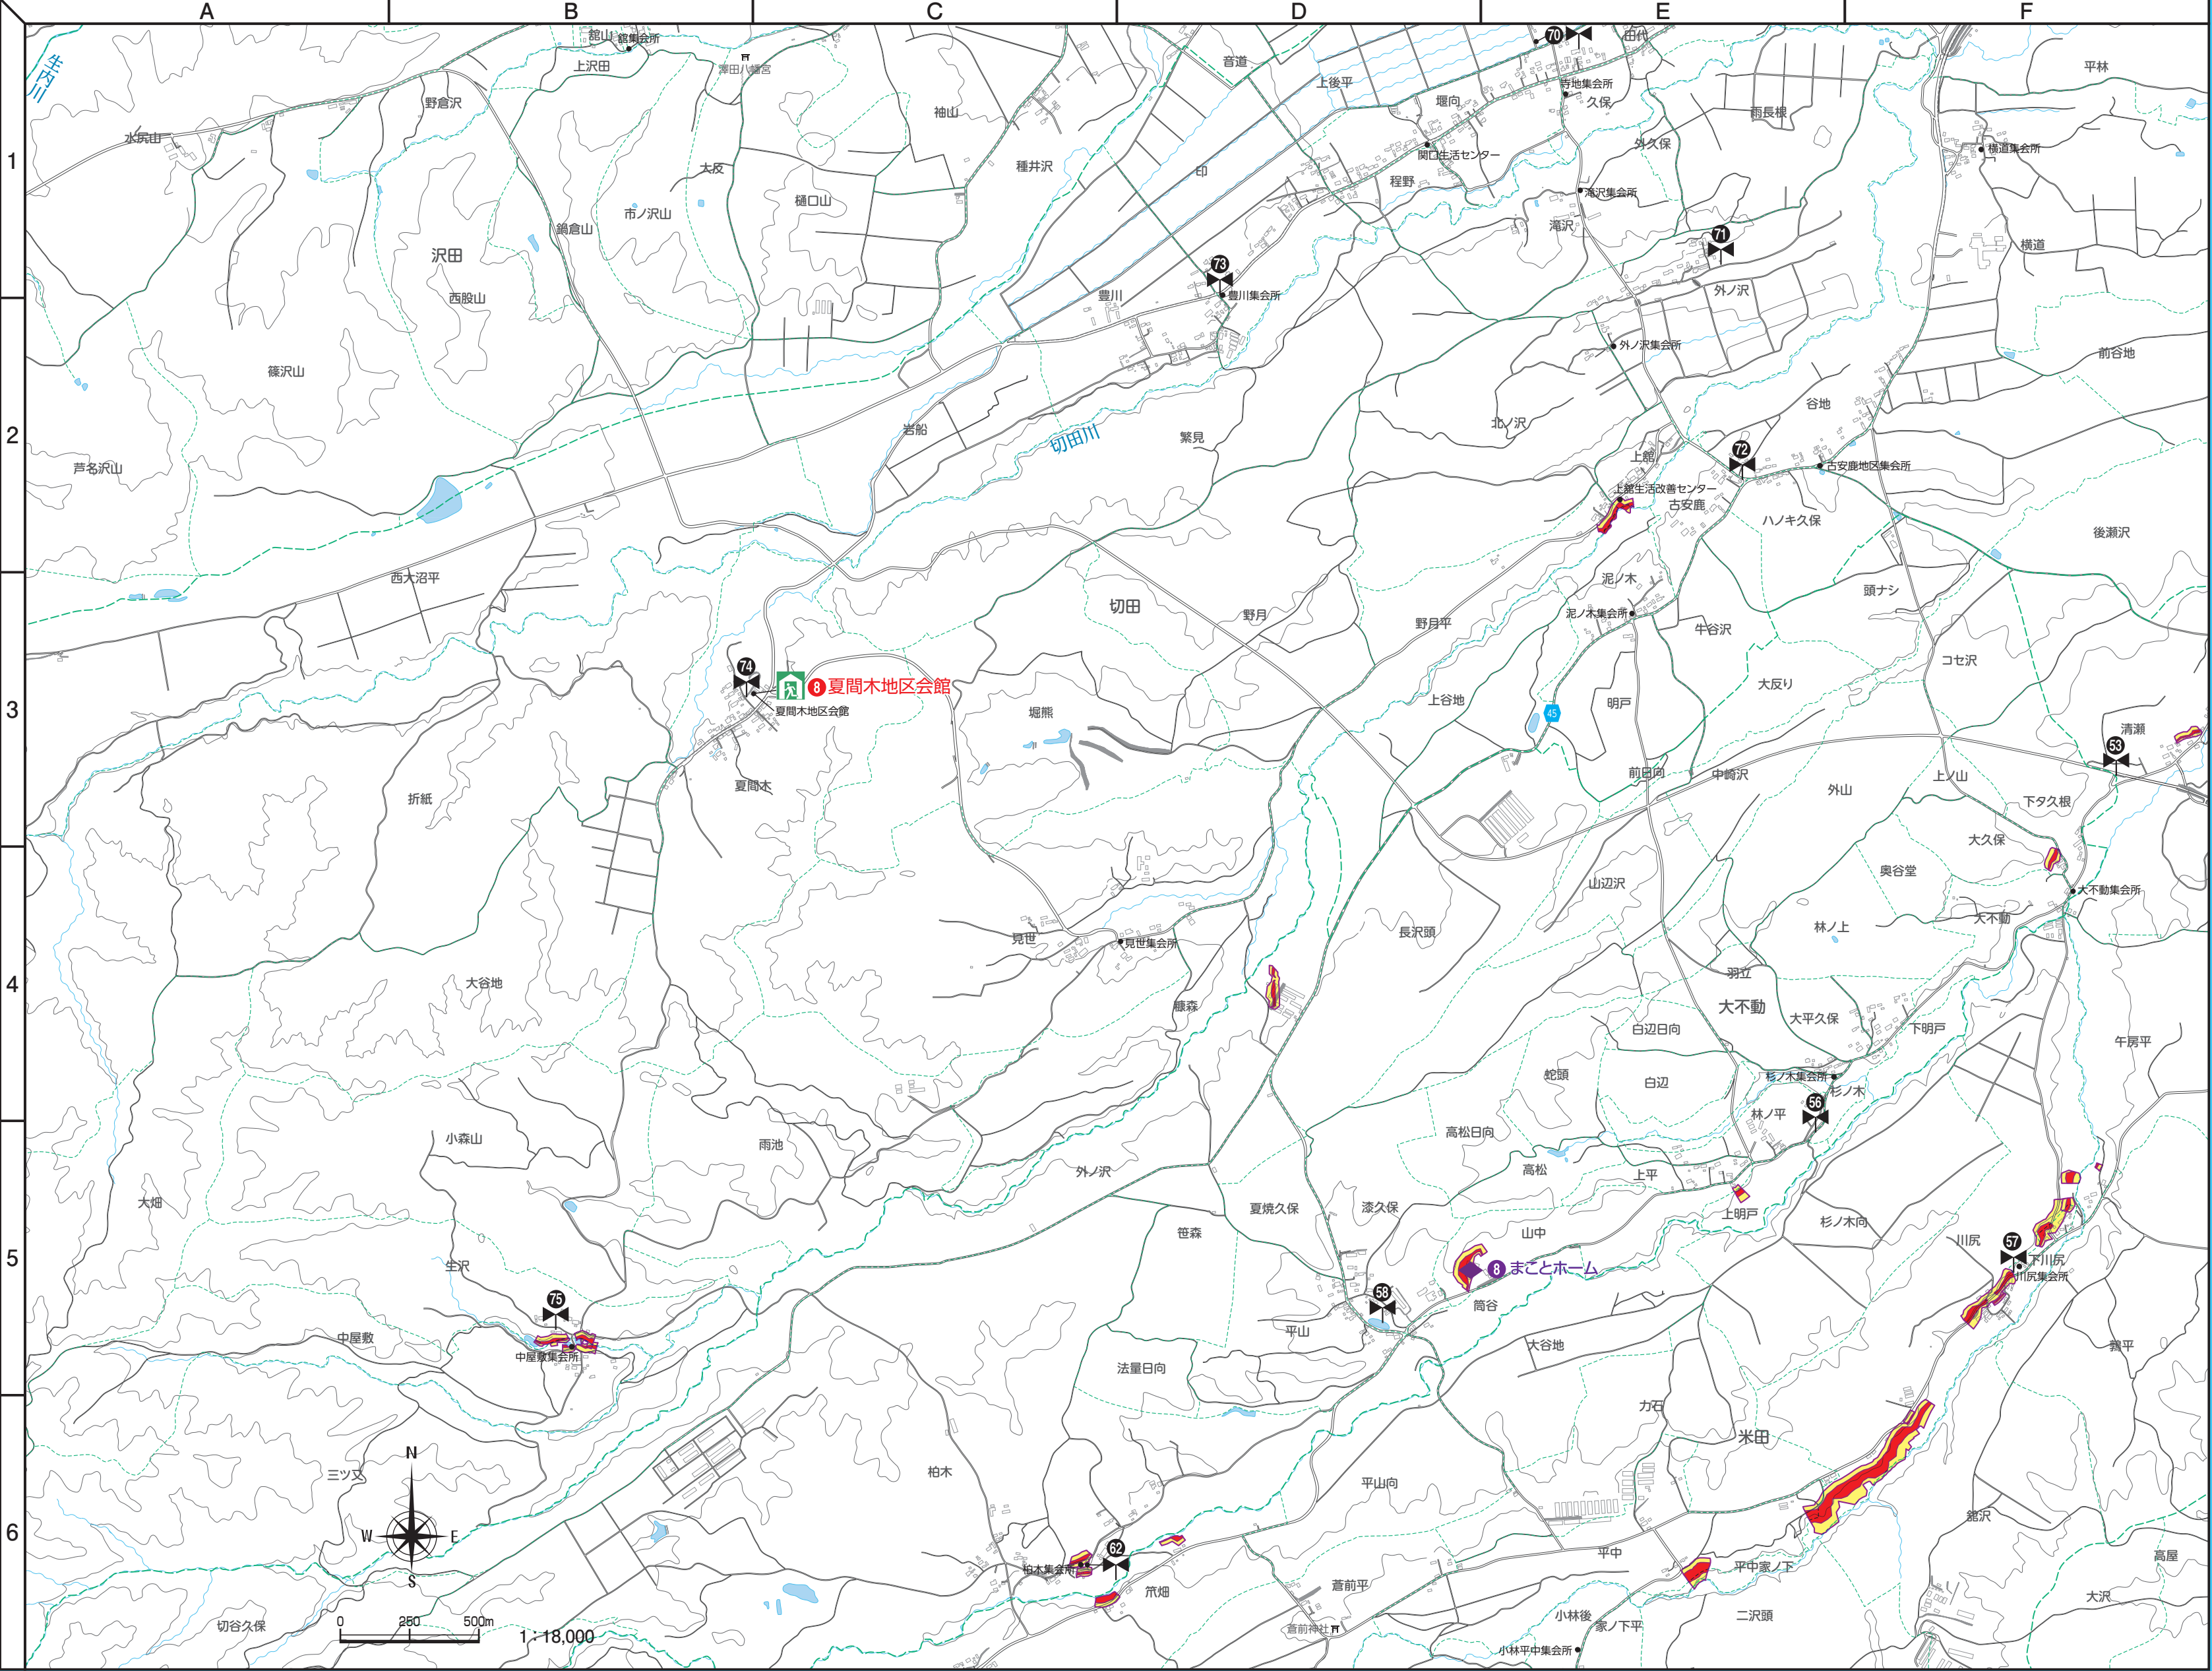 A
B
C
D
E
F
1
2
3
4
5
6
生内川
舘山
舘集会所
上沢田
澤田八幡宮
野倉沢
水尻山
大反
市ノ沢山
鍋倉山
沢田
西股山
樋口山
袖山
種井沢
音道
上後平
印
堰向
関口生活センター
程野
70
田代
寺地集会所
久保
雨長根
外久保
滝沢集会所
滝沢
71
平林
横道集会所
横道
73
豊川集会所
豊川
外ノ沢
外ノ沢集会所
前谷地
篠沢山
芦名沢山
岩船
切田川
繁見
北ノ沢
谷地
上舘
72
古安鹿地区集会所
上舘生活改善センター
古安鹿
ハノキ久保
後瀬沢
西大沼平
切田
野月
野月平
泥ノ木
泥ノ木集会所
牛谷沢
頭ナシ
コセ沢
74
8 夏間木地区会館
夏間木地区会館
夏間木
堀熊
上谷地
45
明戸
大反り
前日向
中崎沢
外山
上ノ山
清瀬
53
下タ久根
大久保
折紙
奥谷堂
大不動集会所
大不動
山辺沢
林ノ上
長沢頭
見世
見世集会所
羽立
大不動
大谷地
糠森
白辺日向
大平久保
下明戸
午房平
蛇頭
白辺
杉ノ木集会所
杉ノ木
56
林ノ平
小森山
雨池
外ノ沢
高松日向
高松
上平
大畑
夏焼久保
漆久保
上明戸
杉ノ木向
笹森
山中
川尻
57
下川尻
川尻集会所
生沢
8 まことホーム
75
58
筒谷
中屋敷
中屋敷集会所
平山
大谷地
鶉平
法量日向
力石
米田
三ツ又
N
W
E
S
柏木
平山向
舘沢
62
柏木集会所
平中
平中家ノ下
高屋
笊畑
蒼前平
大沢
蒼前神社
小林後
家ノ下平
二沢頭
小林平中集会所
切谷久保
0 250 500m
1:18,000